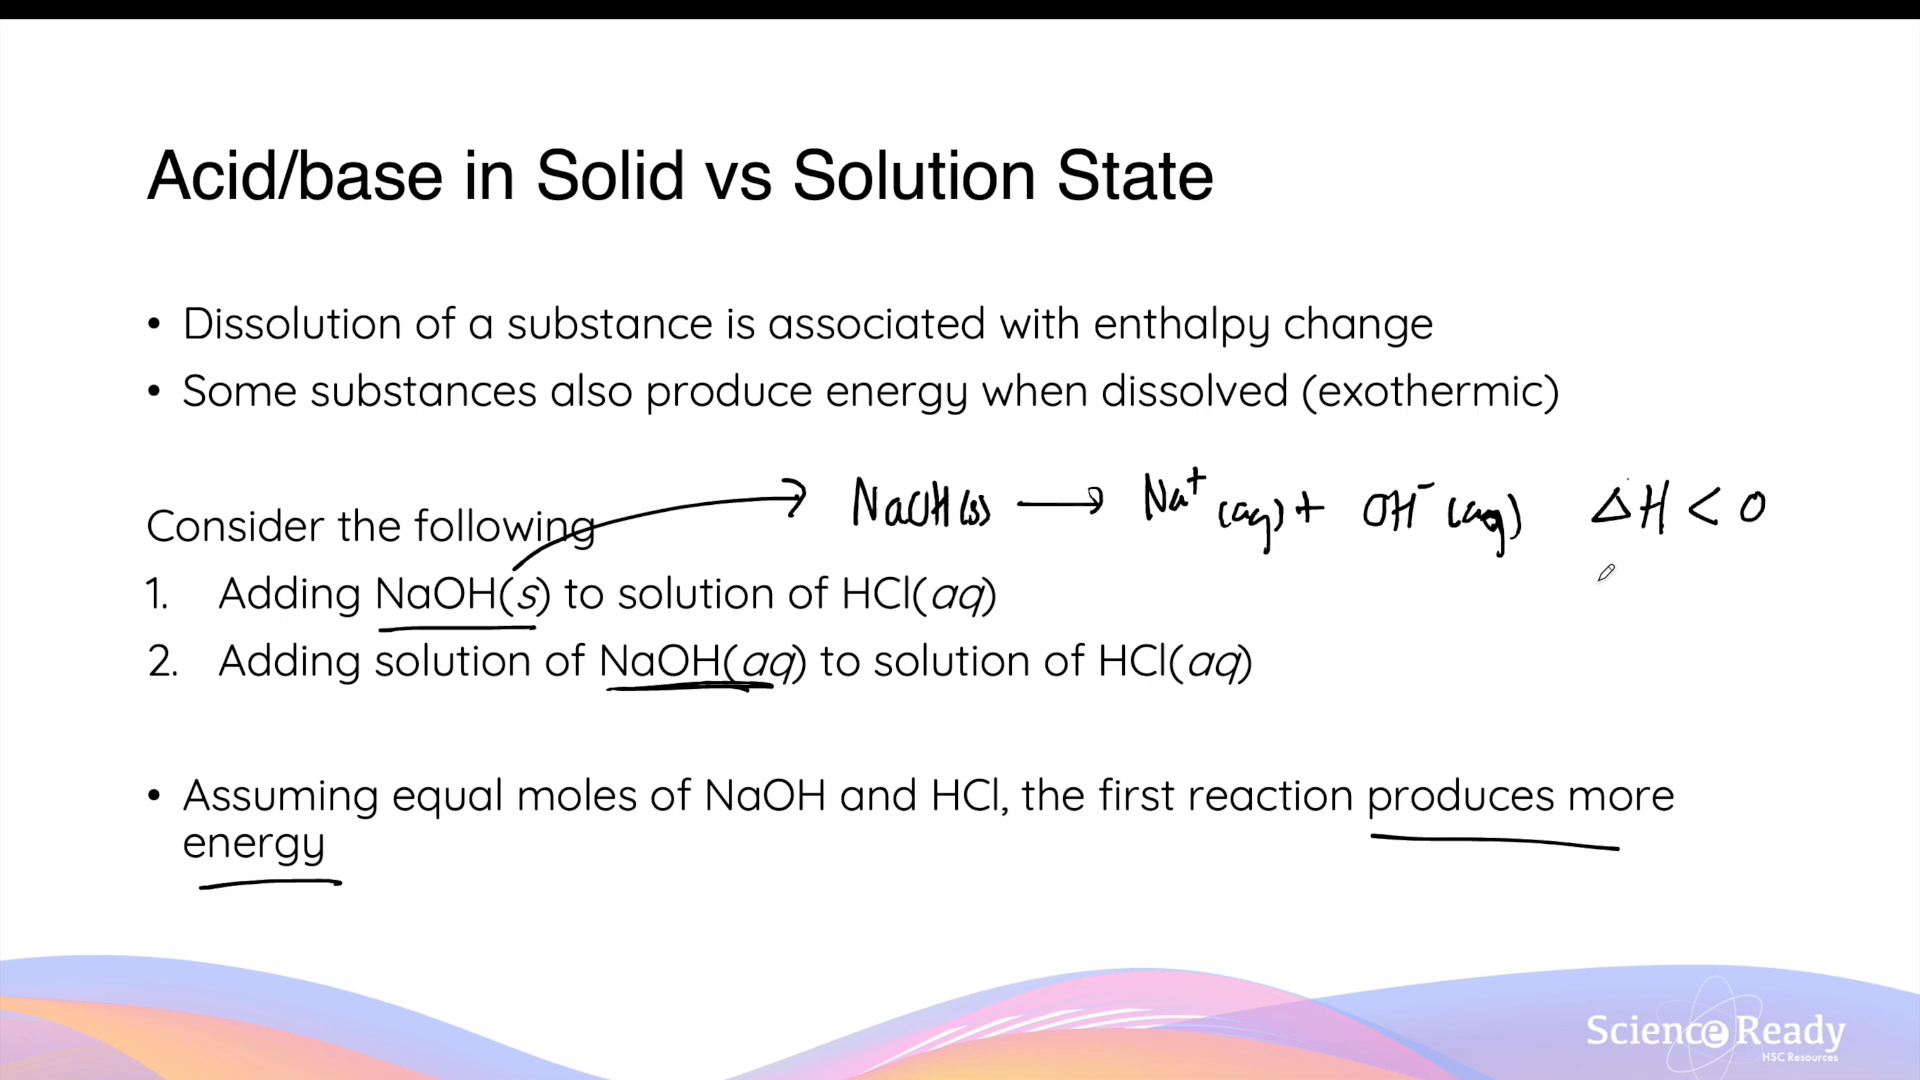 Acid/base in Solid vs Solution State
• Dissolution of a substance is associated with enthalpy change
• Some substances also produce energy when dissolved (exothermic)
NaOH(s) ⟶ Na⁺(aq) + OH⁻(aq) ΔH < 0
Consider the following
1. Adding NaOH(s) to solution of HCl(aq)
2. Adding solution of NaOH(aq) to solution of HCl(aq)
• Assuming equal moles of NaOH and HCl, the first reaction produces more
energy
Science Ready
HSC Resources